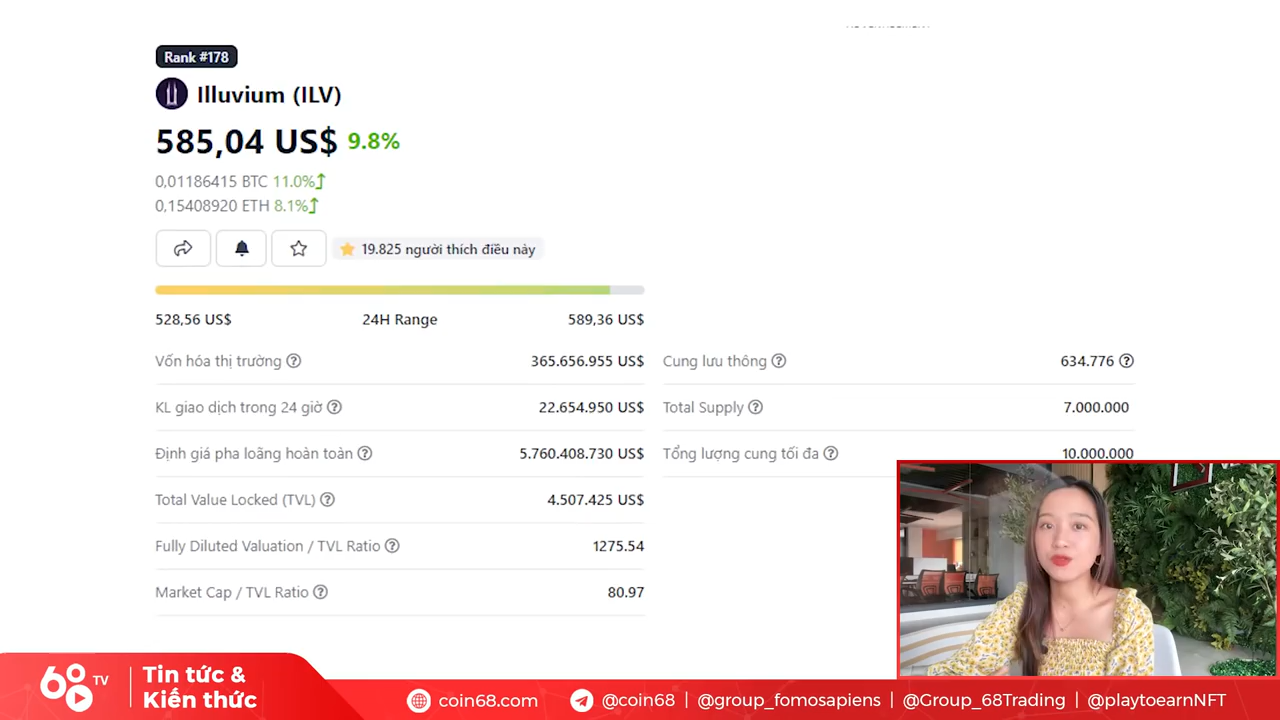 Rank #178
Illuvium (ILV)
585,04 US$ 9.8%
0,01186415 BTC 11.0%
0,15408920 ETH 8.1%
19.825 người thích điều này
528,56 US$ 24H Range 589,36 US$
Vốn hóa thị trường 365.656.955 US$ Cung lưu thông 634.776
KL giao dịch trong 24 giờ 22.654.950 US$ Total Supply 7.000.000
Định giá pha loãng hoàn toàn 5.760.408.730 US$ Tổng lượng cung tối đa 10.000.000
Total Value Locked (TVL) 4.507.425 US$
Fully Diluted Valuation / TVL Ratio 1275.54
Market Cap / TVL Ratio 80.97
68 TV Tin tức &
Kiến thức
coin68.com @coin68 | @group_fomosapiens | @Group_68Trading | @playtoearnNFT